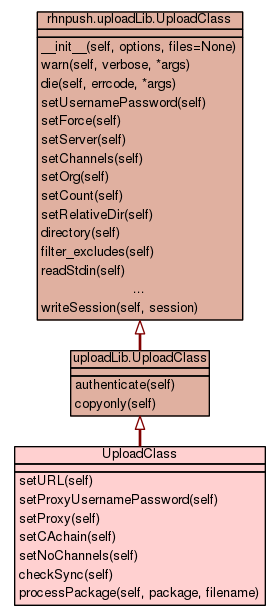 rhnpush.uploadLib.UploadClass
__init__(self, options, files=None)
warn(self, verbose, *args)
die(self, errcode, *args)
setUsernamePassword(self)
setForce(self)
setServer(self)
setChannels(self)
setOrg(self)
setCount(self)
setRelativeDir(self)
directory(self)
filter_excludes(self)
readStdin(self)
...
writeSession(self, session)
uploadLib.UploadClass
authenticate(self)
copyonly(self)
UploadClass
setURL(self)
setProxyUsernamePassword(self)
setProxy(self)
setCAchain(self)
setNoChannels(self)
checkSync(self)
processPackage(self, package, filename)